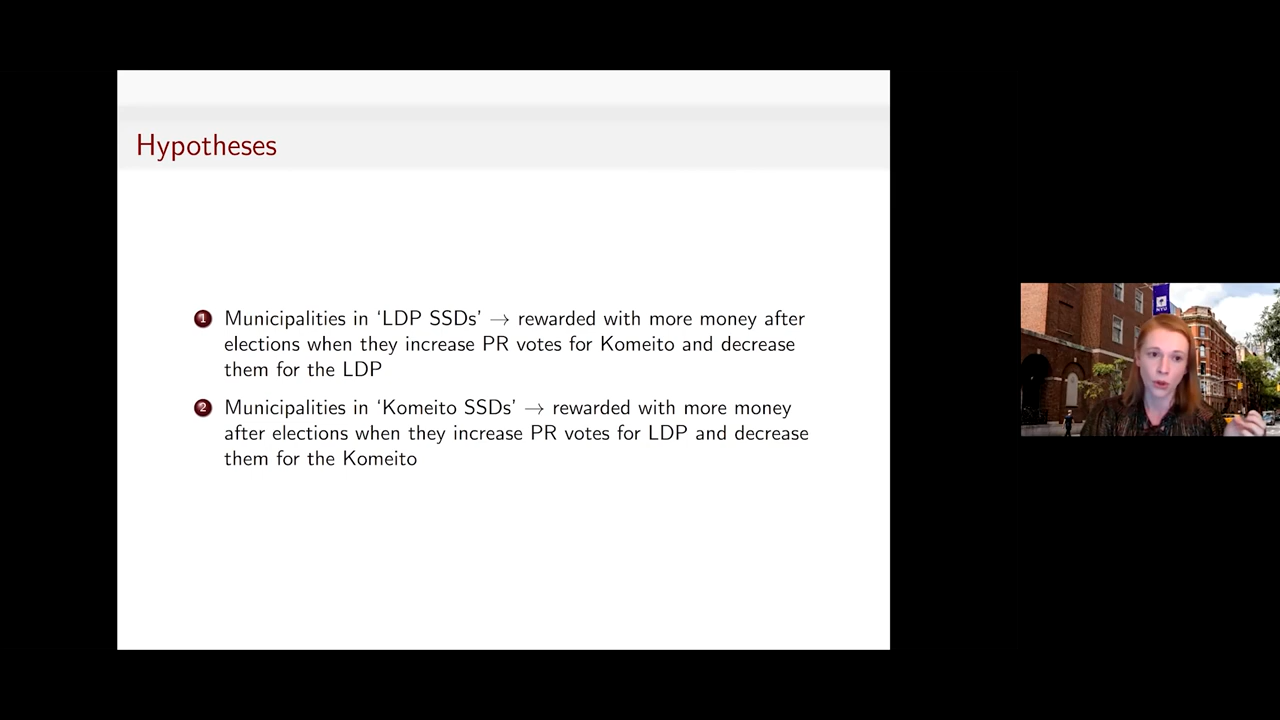 Hypotheses
1 Municipalities in ‘LDP SSDs’ → rewarded with more money after
elections when they increase PR votes for Komeito and decrease
them for the LDP
2 Municipalities in ‘Komeito SSDs’ → rewarded with more money
after elections when they increase PR votes for LDP and decrease
them for the Komeito